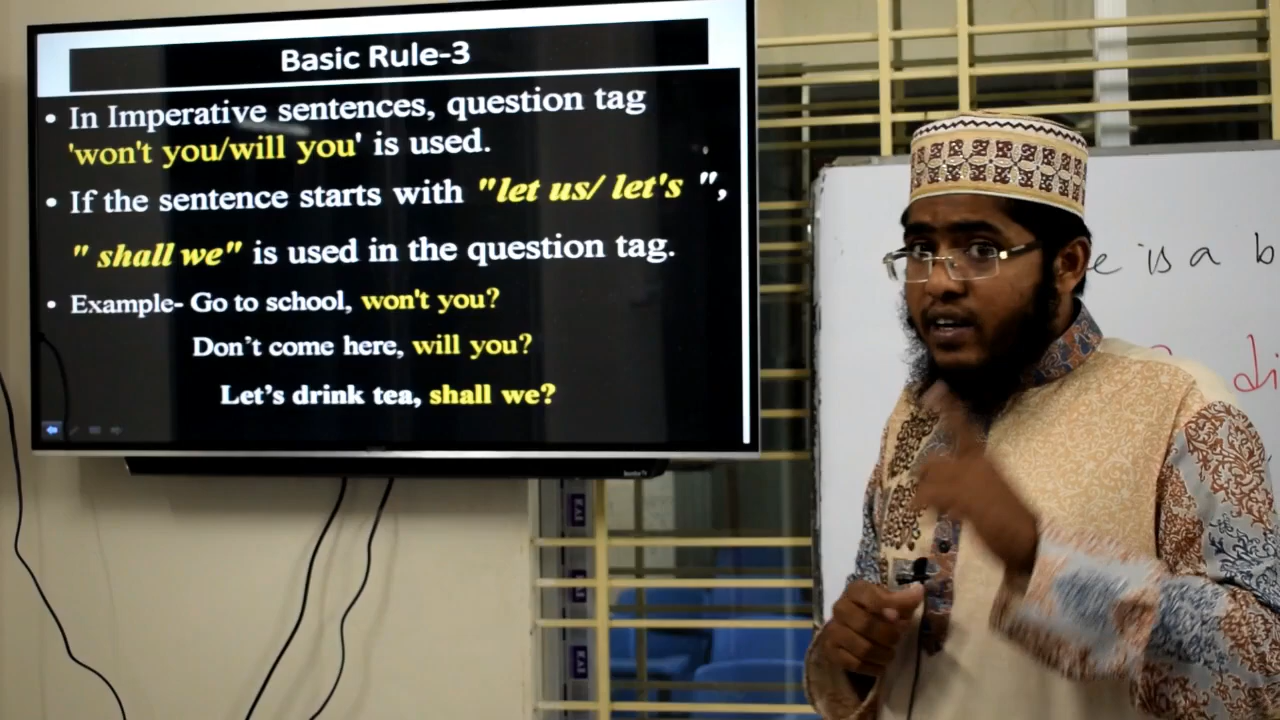 Basic Rule-3
• In Imperative sentences, question tag
'won't you/will you' is used.
• If the sentence starts with "let us/ let's ",
" shall we" is used in the question tag.
• Example- Go to school, won't you?
Don't come here, will you?
Let's drink tea, shall we?
e is a b
di